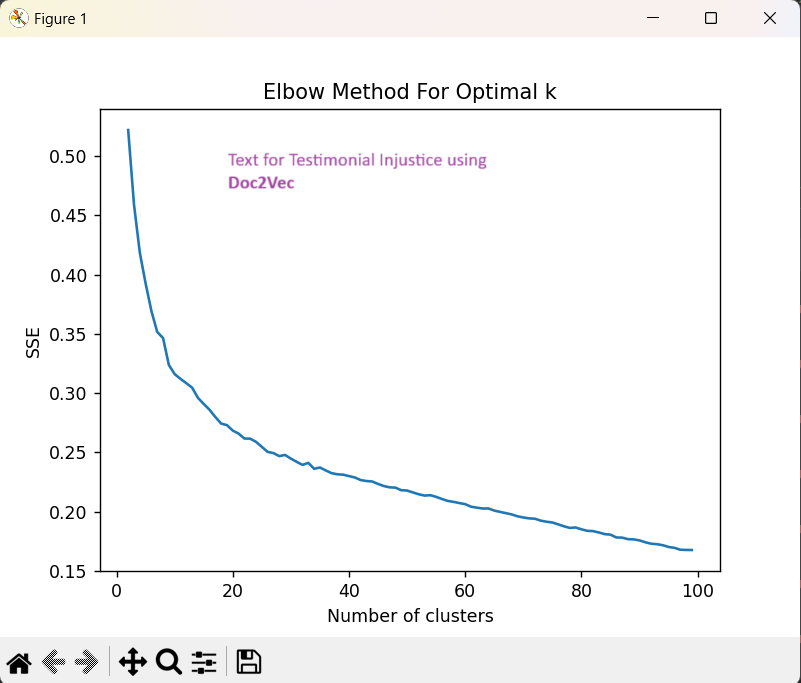 Figure 1
Elbow Method For Optimal k
Text for Testimonial Injustice using
Doc2Vec
0.50
0.45
0.40
0.35
0.30
0.25
0.20
0.15
SSE
0 20 40 60 80 100
Number of clusters